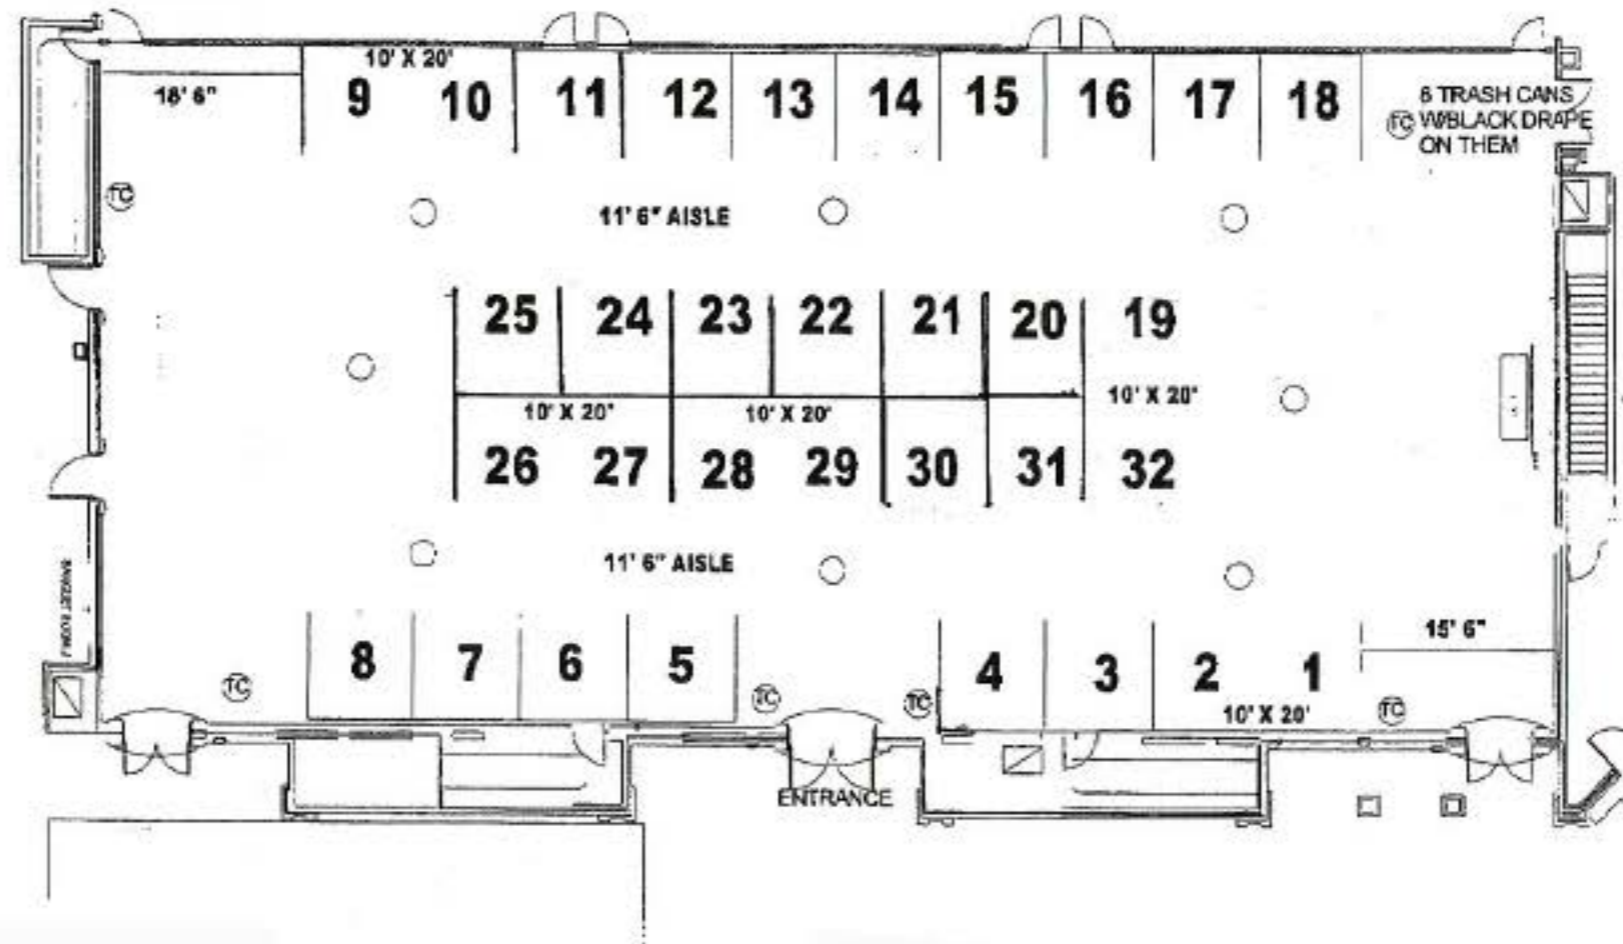 10' X 20'
18' 6"
9 10 11 12 13 14 15 16 17 18
6 TRASH CANS
TC W/BLACK DRAPE
ON THEM
TC
11' 6" AISLE
25 24 23 22 21 20 19
10' X 20' 10' X 20' 10' X 20'
26 27 28 29 30 31 32
11' 6" AISLE
15' 6"
8 7 6 5 4 3 2 1
TC TC TC TC
10' X 20'
ENTRANCE